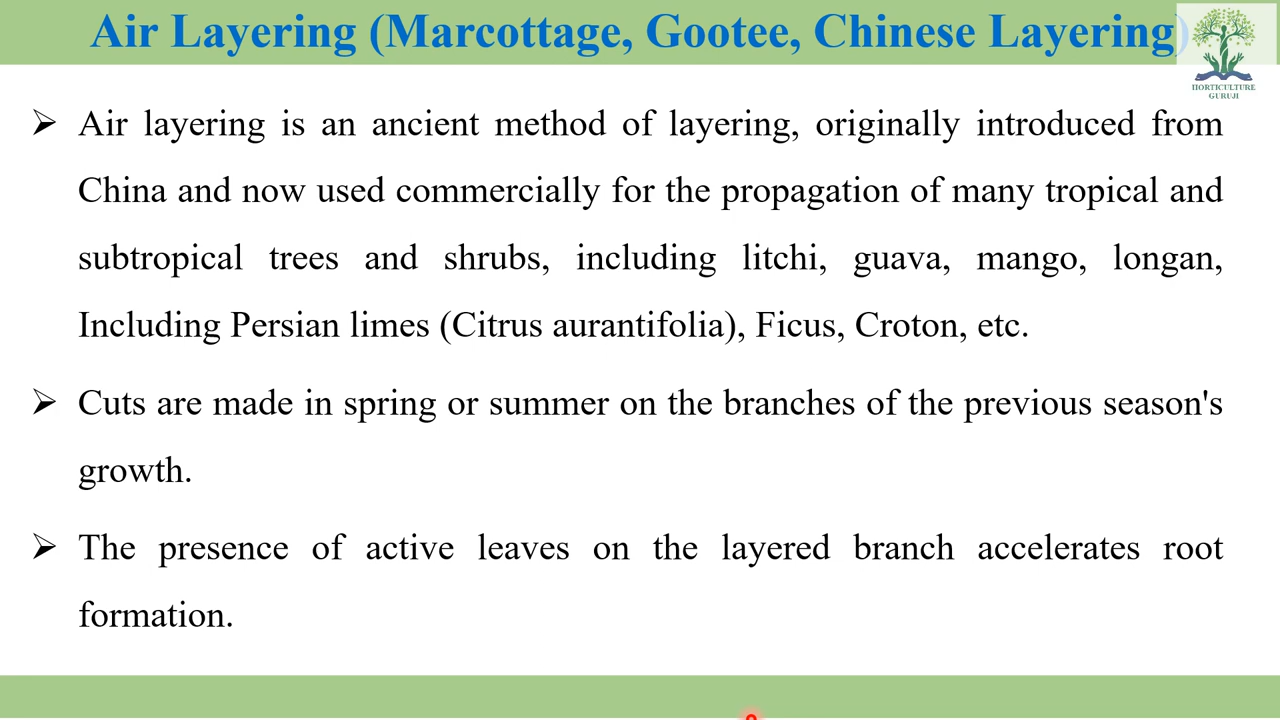 Air Layering (Marcottage, Gootee, Chinese Layering)
HORTICULTURE
GURUJI
➢ Air layering is an ancient method of layering, originally introduced from
China and now used commercially for the propagation of many tropical and
subtropical trees and shrubs, including litchi, guava, mango, longan,
Including Persian limes (Citrus aurantifolia), Ficus, Croton, etc.
➢ Cuts are made in spring or summer on the branches of the previous season's
growth.
➢ The presence of active leaves on the layered branch accelerates root
formation.